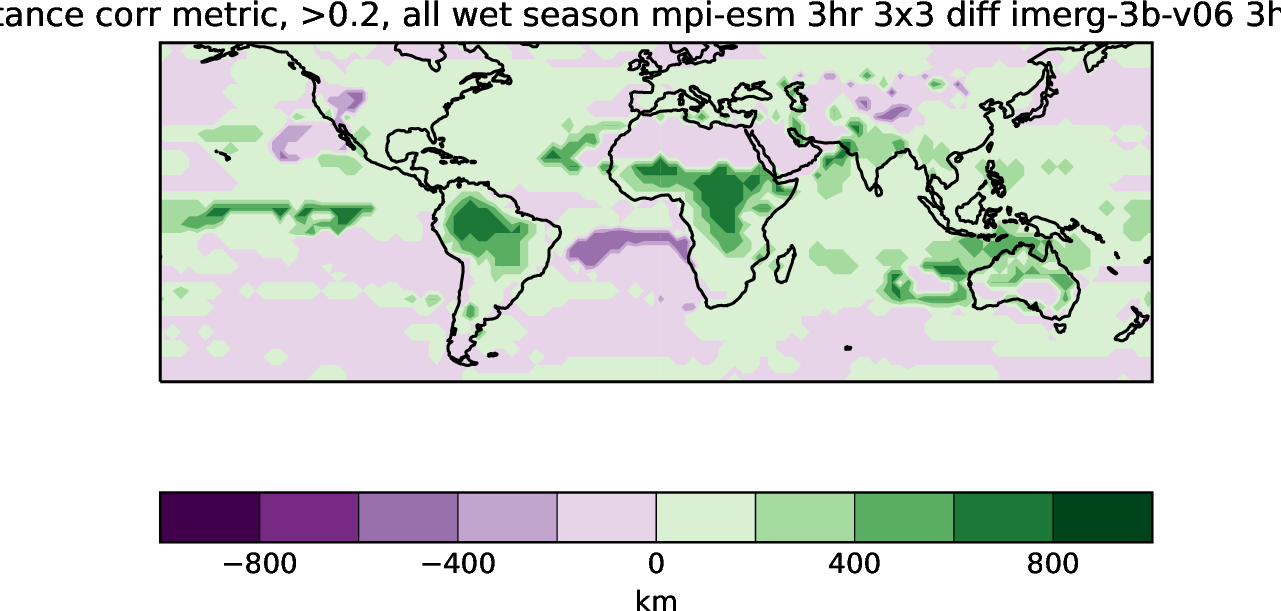 tance corr metric, >0.2, all wet season mpi-esm 3hr 3x3 diff imerg-3b-v06 3h
−800 −400 0 400 800
km